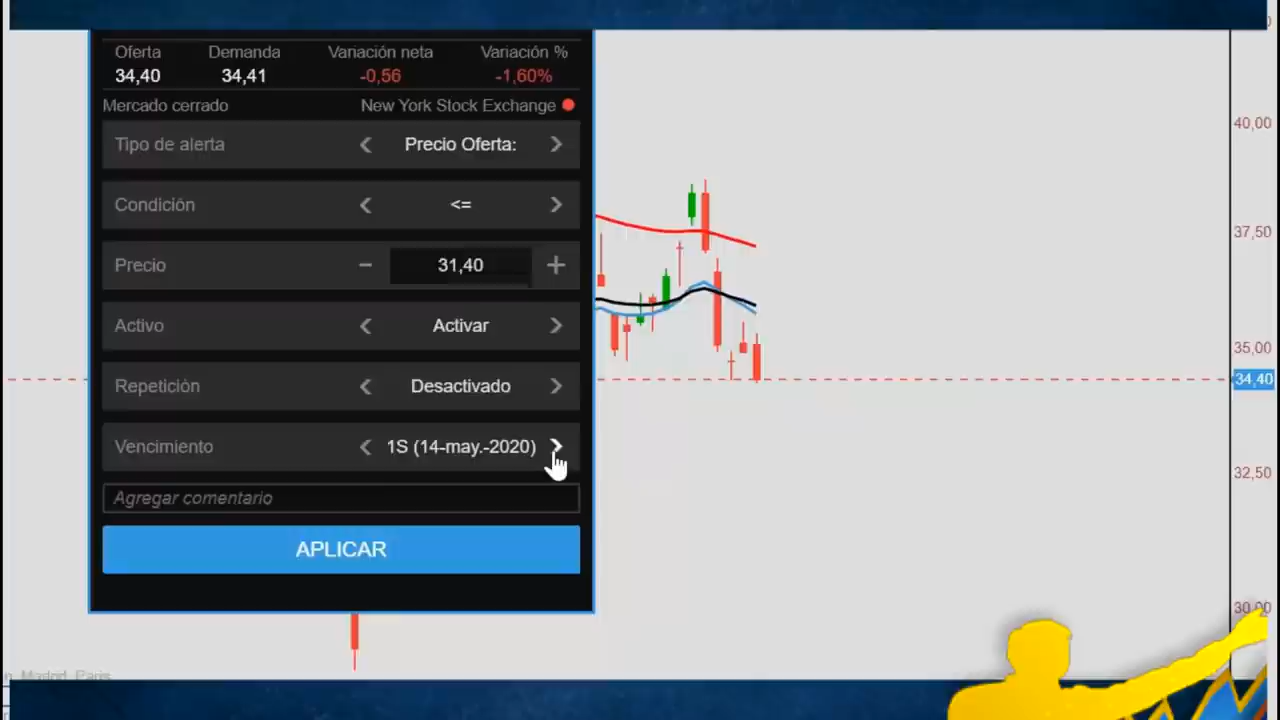 Oferta Demanda Variación neta Variación %
34,40 34,41 -0,56 -1,60%
Mercado cerrado New York Stock Exchange
Tipo de alerta Precio Oferta:
Condición <=
Precio − 31,40 +
Activo Activar
Repetición Desactivado
Vencimiento 1S (14-may.-2020)
Agregar comentario
APLICAR
40,00
37,50
35,00
34,40
32,50
30,00
Madrid, Paris